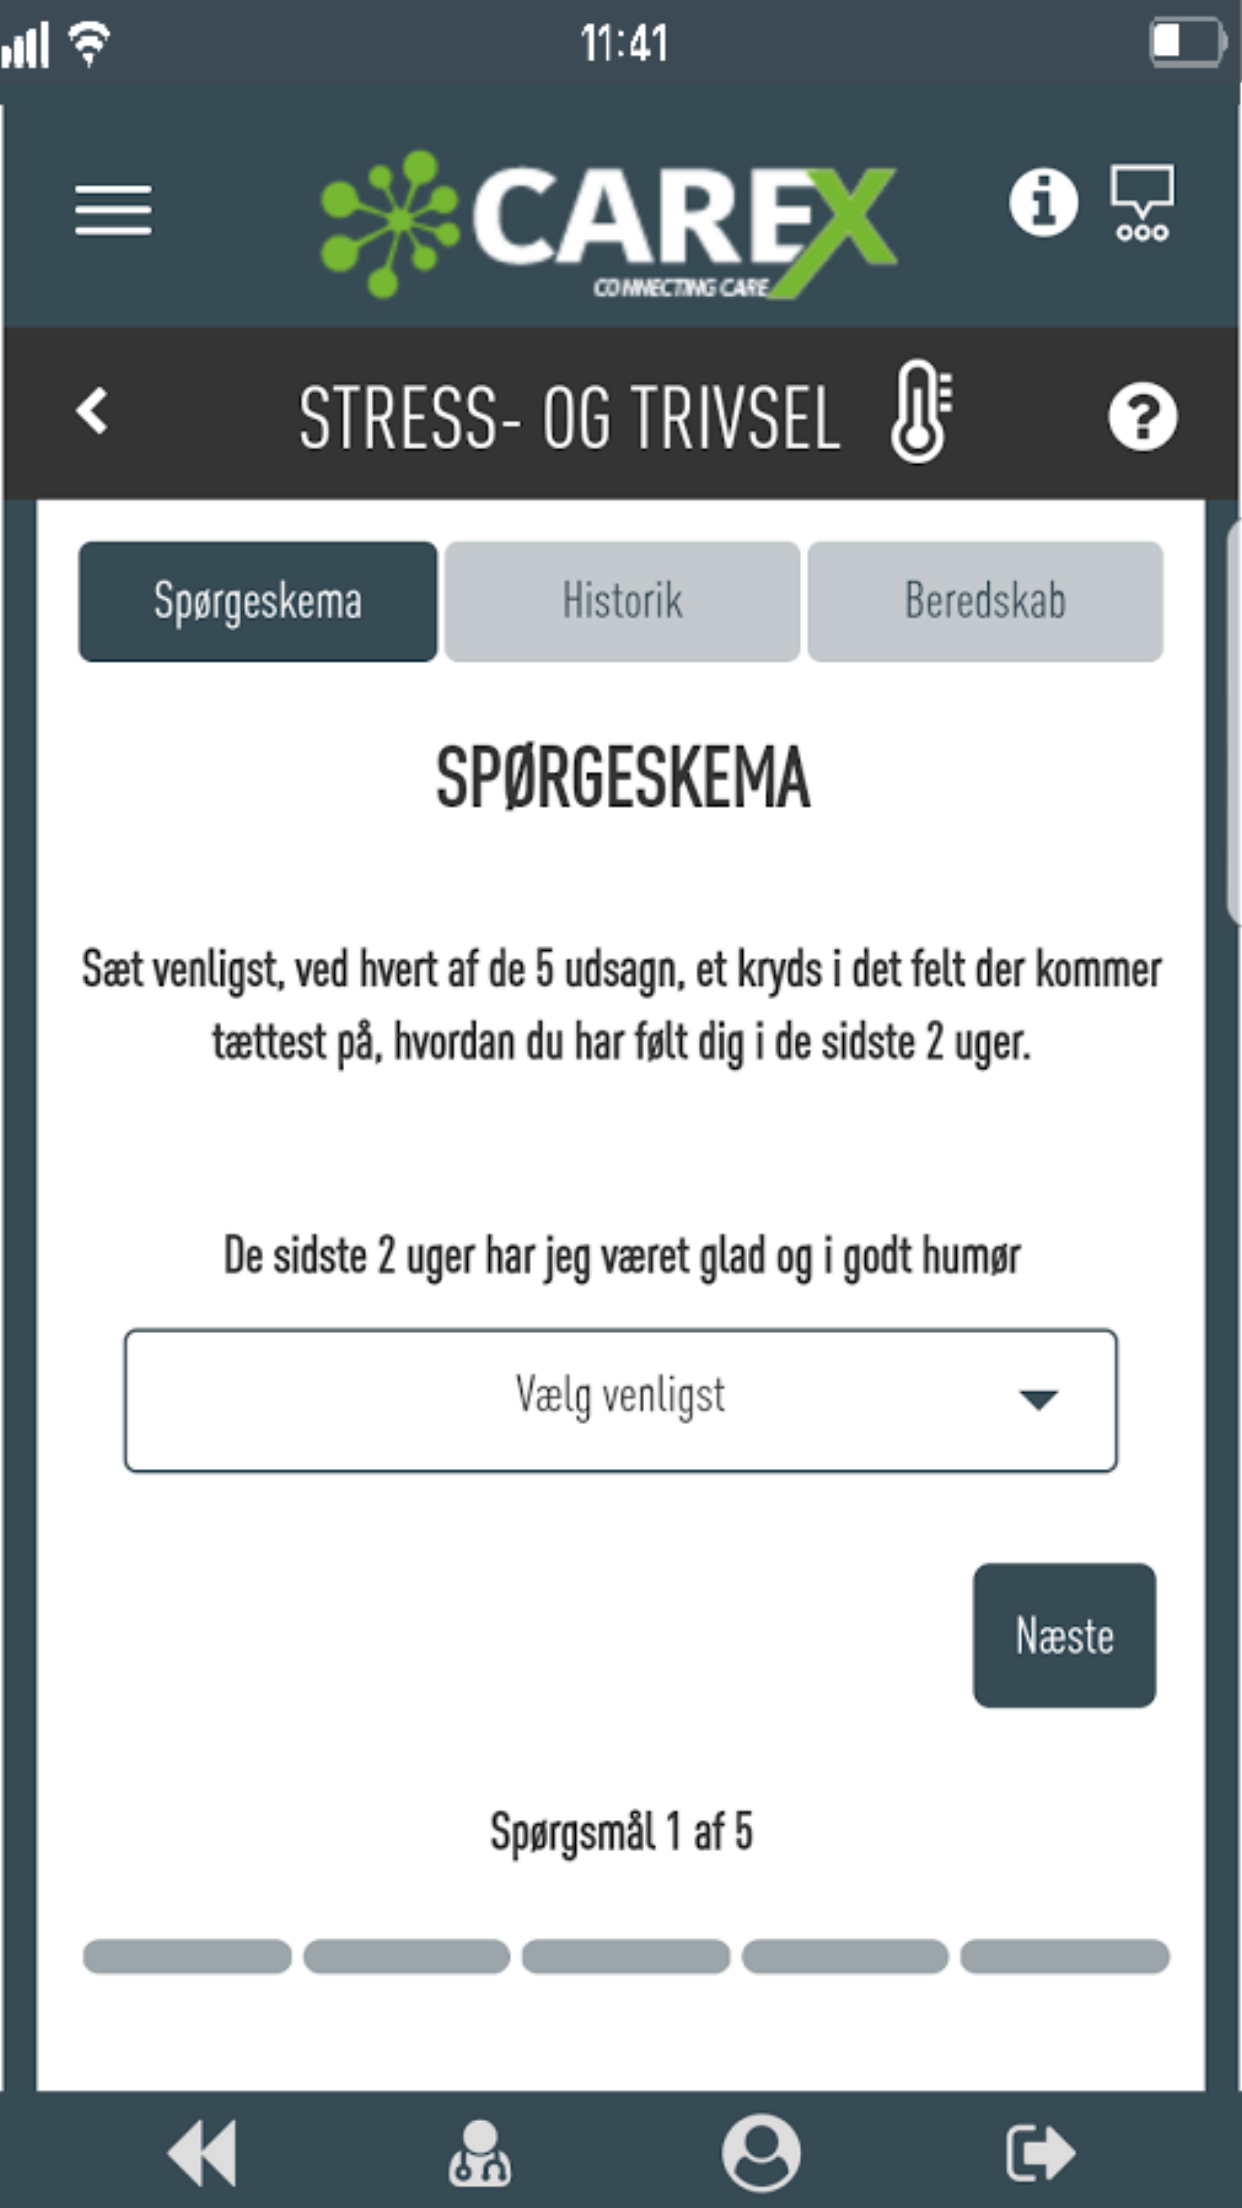 11:41
CAREX
CONNECTING CARE
STRESS- OG TRIVSEL
Spørgeskema
Historik
Beredskab
SPØRGESKEMA
Sæt venligst, ved hvert af de 5 udsagn, et kryds i det felt der kommer
tættest på, hvordan du har følt dig i de sidste 2 uger.
De sidste 2 uger har jeg været glad og i godt humør
Vælg venligst
Næste
Spørgsmål 1 af 5